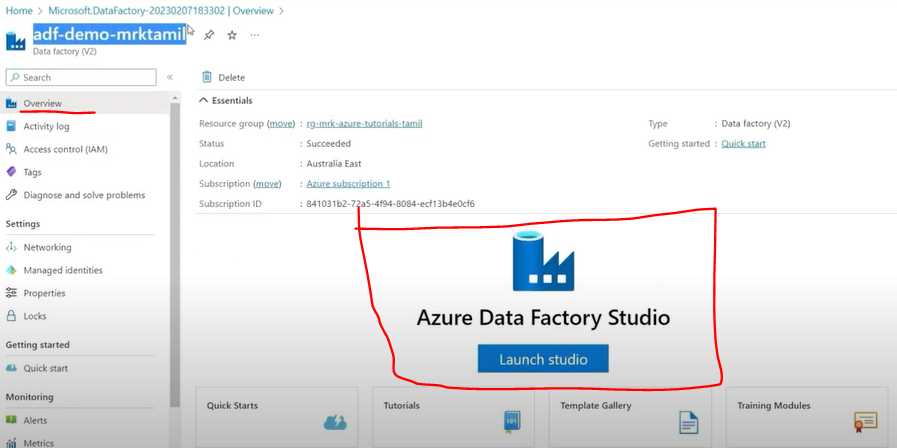 Home > Microsoft.DataFactory-20230207183302 | Overview >
adf-demo-mrktamil
Data factory (V2)
Search
Delete
Overview
Activity log
Access control (IAM)
Tags
Diagnose and solve problems
Settings
Networking
Managed identities
Properties
Locks
Getting started
Quick start
Monitoring
Alerts
Metrics
Essentials
Resource group (move) : rg-mrk-azure-tutorials-tamil
Status : Succeeded
Location : Australia East
Subscription (move) : Azure subscription 1
Subscription ID : 841031b2-72a5-4f94-8084-ecf13b4e0cf6
Type : Data factory (V2)
Getting started : Quick start
Azure Data Factory Studio
Launch studio
Quick Starts
Tutorials
101
Template Gallery
Training Modules